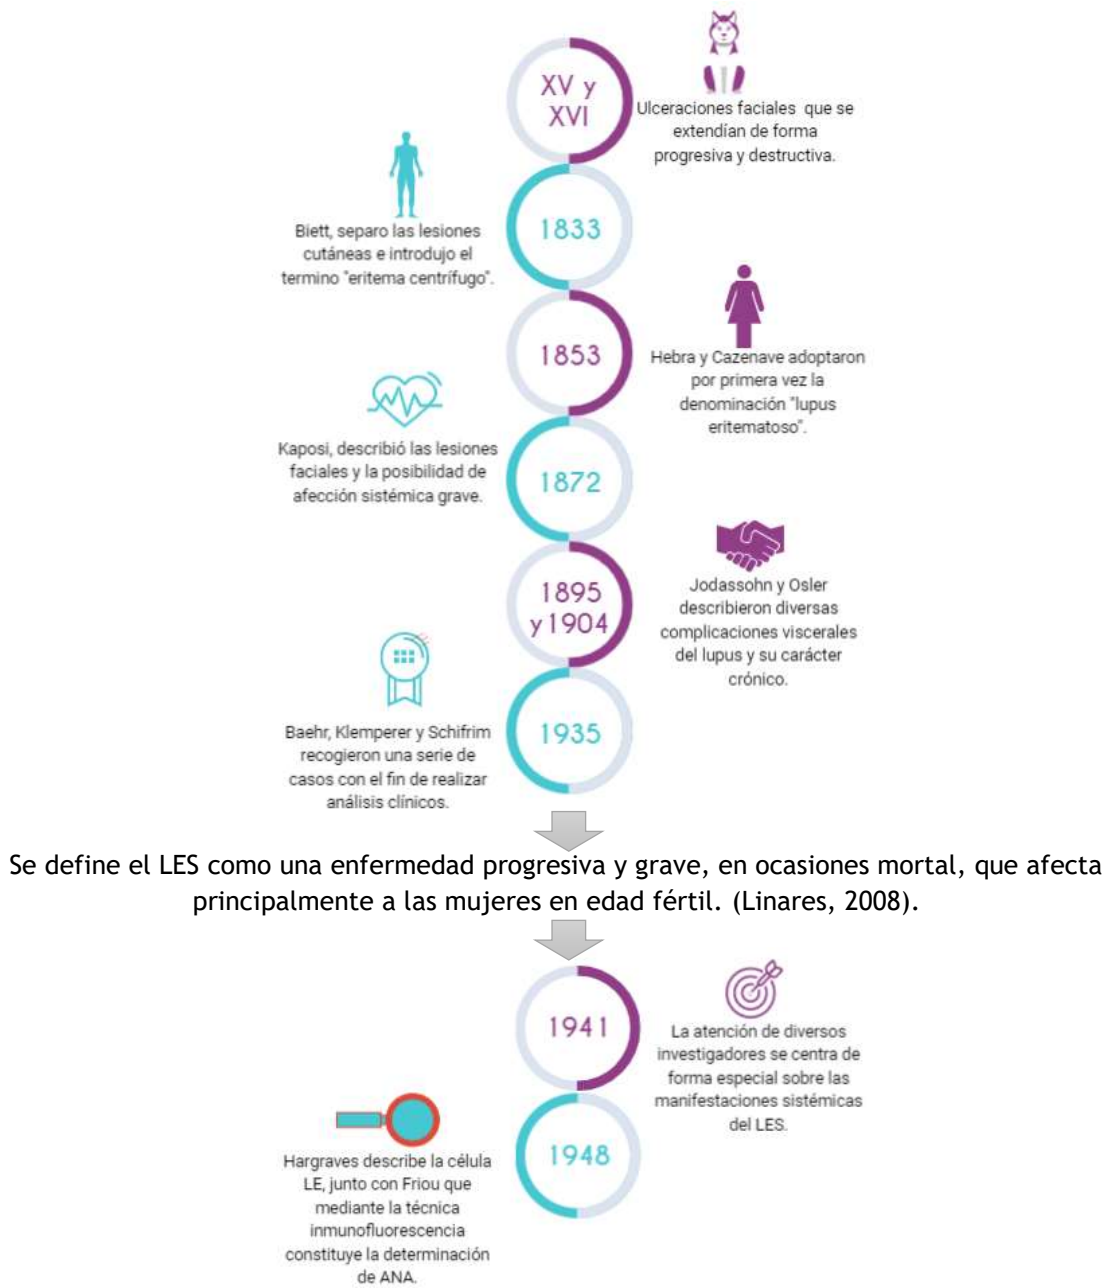 XV y
XVI
Ulceraciones faciales que se
extendían de forma
progresiva y destructiva.
1833
Biett, separo las lesiones
cutáneas e introdujo el
termino "eritema centrífugo".
1853
Hebra y Cazenave adoptaron
por primera vez la
denominación "lupus
eritematoso".
1872
Kaposi, describió las lesiones
faciales y la posibilidad de
afección sistémica grave.
1895
y 1904
Jodassohn y Osler
describieron diversas
complicaciones viscerales
del lupus y su carácter
crónico.
1935
Baehr, Klemperer y Schifrim
recogieron una serie de
casos con el fin de realizar
análisis clínicos.
Se define el LES como una enfermedad progresiva y grave, en ocasiones mortal, que afecta
principalmente a las mujeres en edad fértil. (Linares, 2008).
1941
La atención de diversos
investigadores se centra de
forma especial sobre las
manifestaciones sistémicas
del LES.
1948
Hargraves describe la célula
LE, junto con Friou que
mediante la técnica
inmunofluorescencia
constituye la determinación
de ANA.